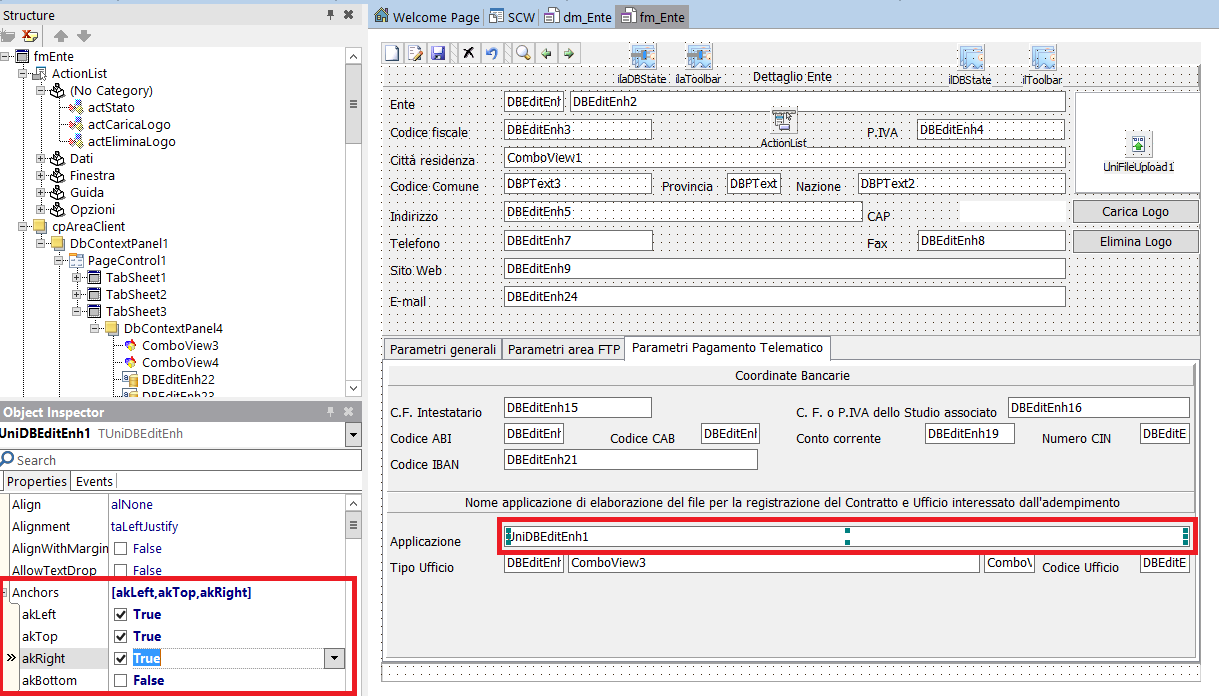 Structure
fmEnte
ActionList
(No Category)
actStato
actCaricaLogo
actEliminaLogo
Dati
Finestra
Guida
Opzioni
cpAreaClient
DbContextPanel1
PageControl1
TabSheet1
TabSheet2
TabSheet3
DbContextPanel4
ComboView3
ComboView4
DBEditEnh22
DBEditEnh23
Object Inspector
UniDBEditEnh1 TUniDBEditEnh
Search
Properties Events
Align alNone
Alignment taLeftJustify
AlignWithMargin False
AllowTextDrop False
Anchors [akLeft,akTop,akRight]
akLeft True
akTop True
» akRight True
akBottom False
Welcome Page SCW dm_Ente fm_Ente
ilaDBState ilaToolbar Dettaglio Ente ilDBState ilToolbar
Ente DBEditEnh DBEditEnh2
Codice fiscale DBEditEnh3 ActionList P.IVA DBEditEnh4
Città residenza ComboView1
UniFileUpload1
Codice Comune DBPText3 Provincia DBPText Nazione DBPText2
Indirizzo DBEditEnh5 CAP
Carica Logo
Telefono DBEditEnh7 Fax DBEditEnh8
Elimina Logo
Sito Web DBEditEnh9
E-mail DBEditEnh24
Parametri generali Parametri area FTP Parametri Pagamento Telematico
Coordinate Bancarie
C.F. Intestatario DBEditEnh15 C. F. o P.IVA dello Studio associato DBEditEnh16
Codice ABI DBEditEnh Codice CAB DBEditEnh Conto corrente DBEditEnh19 Numero CIN DBEditE
Codice IBAN DBEditEnh21
Nome applicazione di elaborazione del file per la registrazione del Contratto e Ufficio interessato dall'adempimento
Applicazione UniDBEditEnh1
Tipo Ufficio DBEditEnh ComboView3 ComboV Codice Ufficio DBEditE